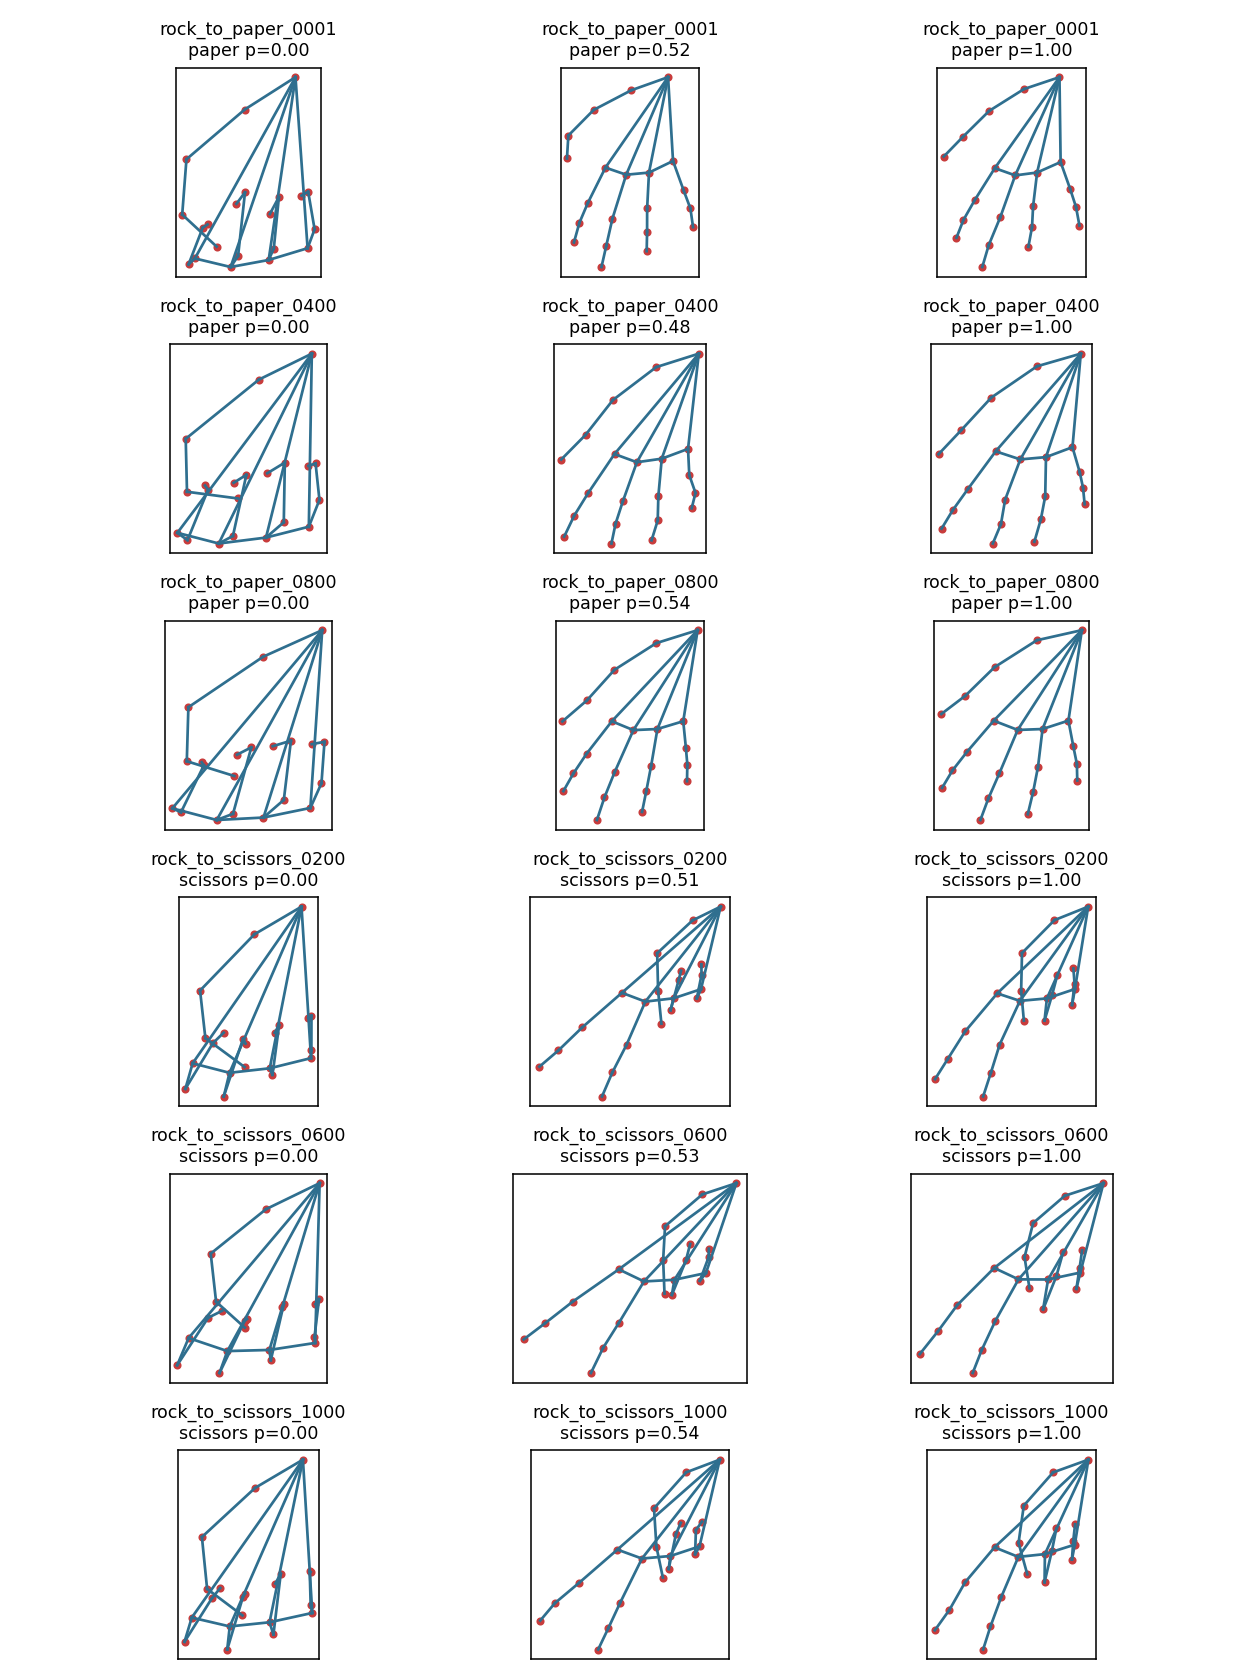 rock_to_paper_0001
paper p=0.00
rock_to_paper_0001
paper p=0.52
rock_to_paper_0001
paper p=1.00
rock_to_paper_0400
paper p=0.00
rock_to_paper_0400
paper p=0.48
rock_to_paper_0400
paper p=1.00
rock_to_paper_0800
paper p=0.00
rock_to_paper_0800
paper p=0.54
rock_to_paper_0800
paper p=1.00
rock_to_scissors_0200
scissors p=0.00
rock_to_scissors_0200
scissors p=0.51
rock_to_scissors_0200
scissors p=1.00
rock_to_scissors_0600
scissors p=0.00
rock_to_scissors_0600
scissors p=0.53
rock_to_scissors_0600
scissors p=1.00
rock_to_scissors_1000
scissors p=0.00
rock_to_scissors_1000
scissors p=0.54
rock_to_scissors_1000
scissors p=1.00